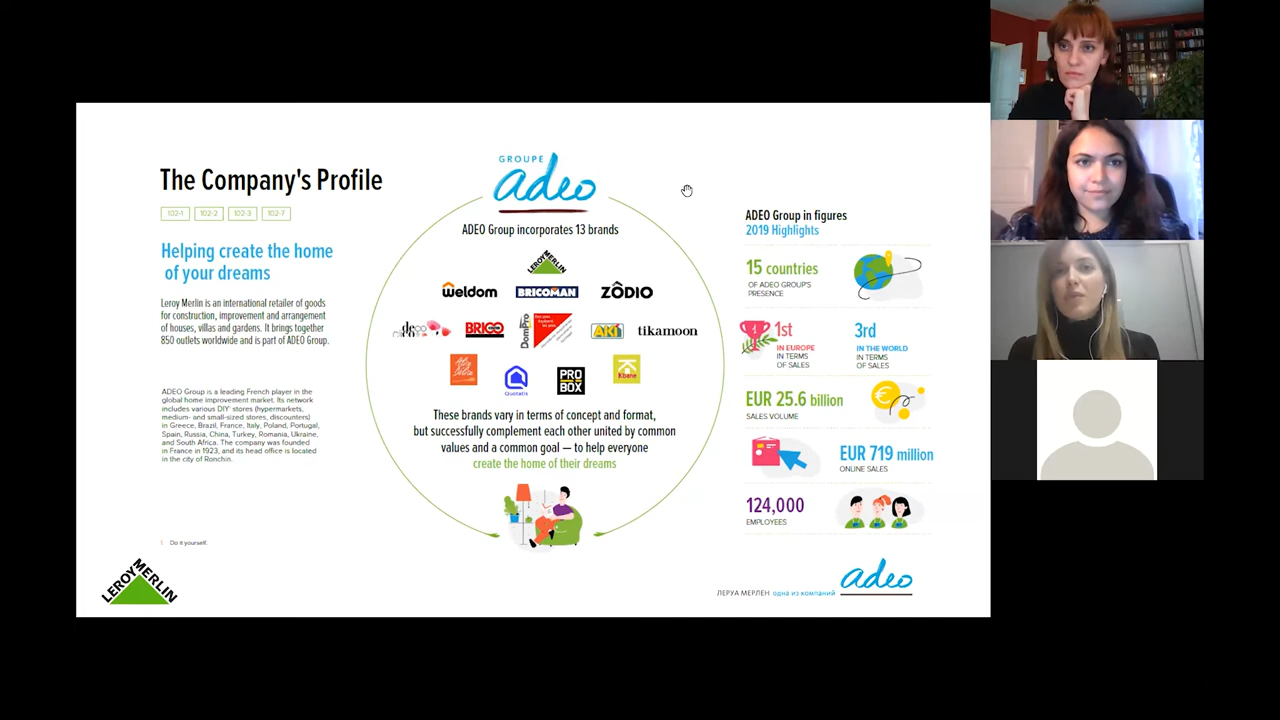 The Company's Profile
102-1
102-2
102-3
102-7
Helping create the home
of your dreams
Leroy Merlin is an international retailer of goods
for construction, improvement and arrangement
of houses, villas and gardens. It brings together
850 outlets worldwide and is part of ADEO Group.
ADEO Group is a leading French player in the
global home improvement market. Its network
includes various DIY¹ stores (hypermarkets,
medium- and small-sized stores, discounters)
in Greece, Brazil, France, Italy, Poland, Portugal,
Spain, Russia, China, Turkey, Romania, Ukraine,
and South Africa. The company was founded
in France in 1923, and its head office is located
in the city of Ronchin.
1. Do it yourself.
LEROY MERLIN
GROUPE
adeo
ADEO Group incorporates 13 brands
LEROY MERLIN
weldom
BRICOMAN
ZÔDIO
BRICO
DomPro
AKI
tikamoon
Quotatis
PRO
BOX
Kbane
These brands vary in terms of concept and format,
but successfully complement each other united by common
values and a common goal — to help everyone
create the home of their dreams
ADEO Group in figures
2019 Highlights
15 countries
OF ADEO GROUP'S
PRESENCE
1st
IN EUROPE
IN TERMS
OF SALES
3rd
IN THE WORLD
IN TERMS
OF SALES
EUR 25.6 billion
SALES VOLUME
EUR 719 million
ONLINE SALES
124,000
EMPLOYEES
ЛЕРУА МЕРЛЕН одна из компаний
adeo